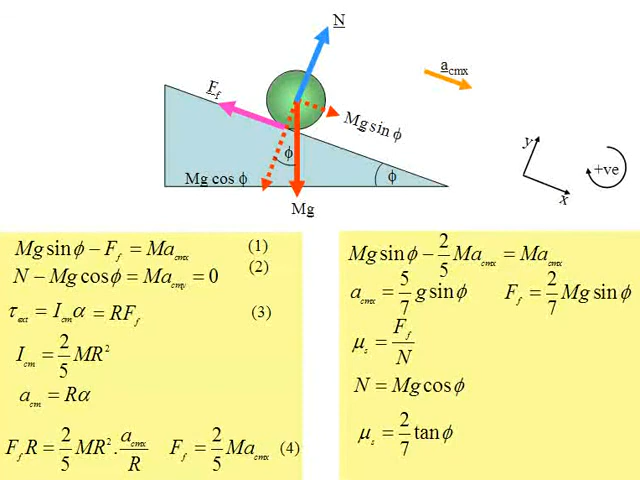 N
a_cmx
F_f
Mg sin ϕ
ϕ
ϕ
Mg cos ϕ
Mg
y
x
+ve
Mg sin ϕ − F_f = Ma_cmx (1)
N − Mg cos ϕ = Ma_cmy = 0 (2)
τ_ext = I_cm α = RF_f (3)
I_cm = 2/5 MR²
a_cm = Rα
F_f R = 2/5 MR² . a_cmx/R F_f = 2/5 Ma_cmx (4)
Mg sin ϕ − 2/5 Ma_cmx = Ma_cmx
a_cmx = 5/7 g sin ϕ F_f = 2/7 Mg sin ϕ
μ_s = F_f/N
N = Mg cos ϕ
μ_s = 2/7 tan ϕ